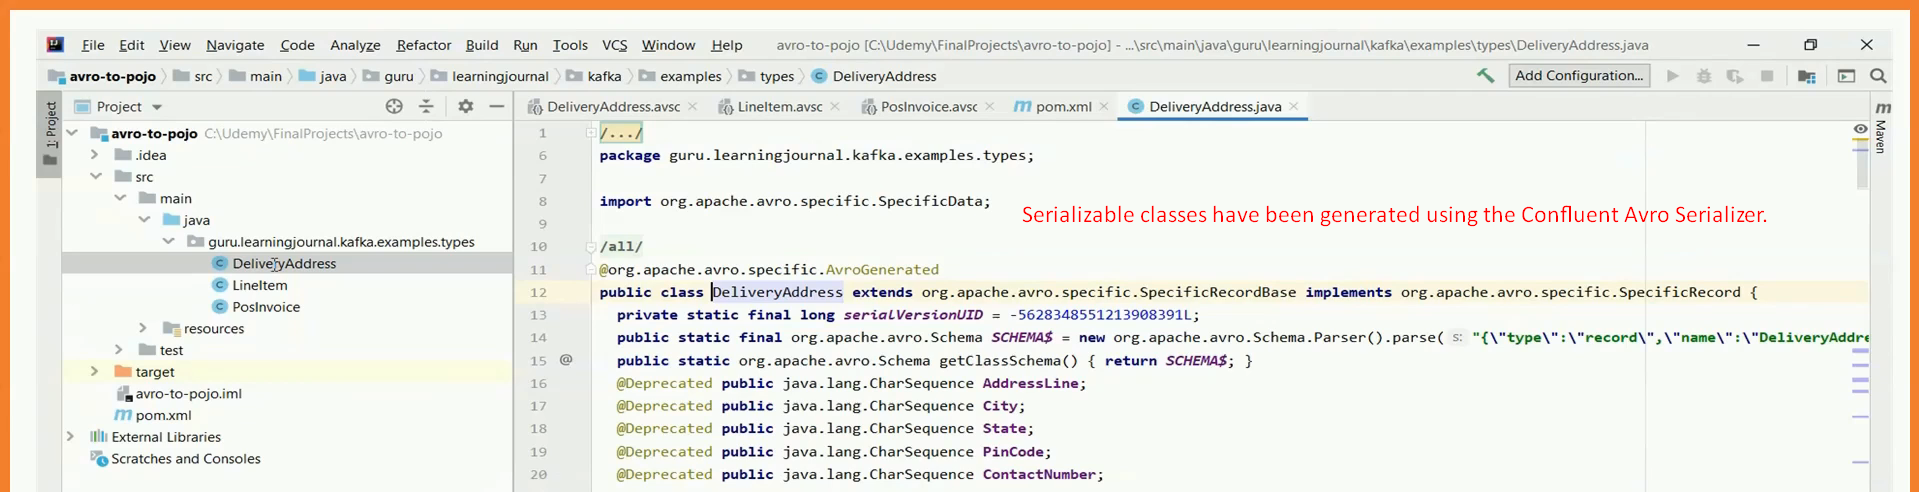 File Edit View Navigate Code Analyze Refactor Build Run Tools VCS Window Help avro-to-pojo [C:\Udemy\FinalProjects\avro-to-pojo] - ...\src\main\java\guru\learningjournal\kafka\examples\types\DeliveryAddress.java
avro-to-pojo src main java guru learningjournal kafka examples types DeliveryAddress Add Configuration...
1: Project
Project
DeliveryAddress.avsc LineItem.avsc PosInvoice.avsc pom.xml DeliveryAddress.java
Maven
avro-to-pojo C:\Udemy\FinalProjects\avro-to-pojo
.idea
src
main
java
guru.learningjournal.kafka.examples.types
DeliveryAddress
LineItem
PosInvoice
resources
test
target
avro-to-pojo.iml
pom.xml
External Libraries
Scratches and Consoles
1 /.../
6 package guru.learningjournal.kafka.examples.types;
7
8 import org.apache.avro.specific.SpecificData;
Serializable classes have been generated using the Confluent Avro Serializer.
9
10 /all/
11 @org.apache.avro.specific.AvroGenerated
12 public class DeliveryAddress extends org.apache.avro.specific.SpecificRecordBase implements org.apache.avro.specific.SpecificRecord {
13 private static final long serialVersionUID = -5628348551213908391L;
14 public static final org.apache.avro.Schema SCHEMA$ = new org.apache.avro.Schema.Parser().parse( s: "{\"type\":\"record\",\"name\":\"DeliveryAddre
15 @ public static org.apache.avro.Schema getClassSchema() { return SCHEMA$; }
16 @Deprecated public java.lang.CharSequence AddressLine;
17 @Deprecated public java.lang.CharSequence City;
18 @Deprecated public java.lang.CharSequence State;
19 @Deprecated public java.lang.CharSequence PinCode;
20 @Deprecated public java.lang.CharSequence ContactNumber;